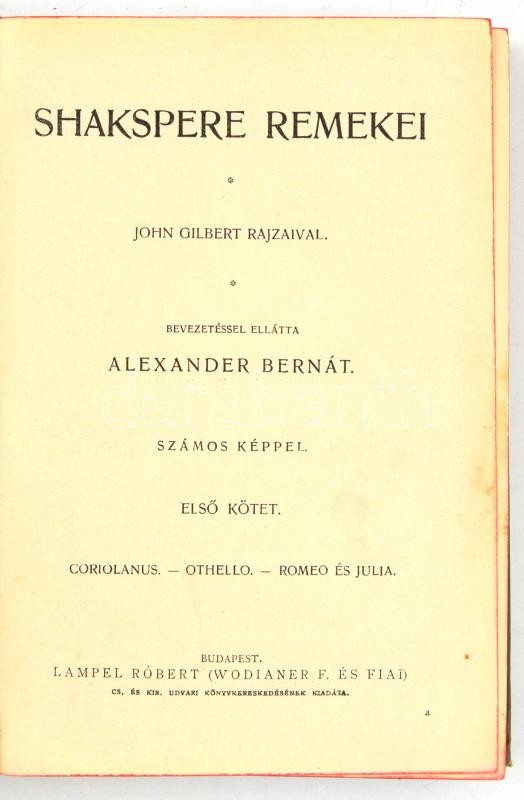 SHAKSPERE REMEKEI
*
JOHN GILBERT RAJZAIVAL.
*
BEVEZETÉSSEL ELLÁTTA
ALEXANDER BERNÁT.
darabanth
SZÁMOS KÉPPEL.
ELSŐ KÖTET.
CORIOLANUS. — OTHELLO. — ROMEO ÉS JULIA.
BUDAPEST.
LAMPEL RÓBERT (WODIANER F. ÉS FIAI)
CS. ÉS KIR. UDVARI KÖNYVKERESKEDÉSÉNEK KIADÁSA.
a